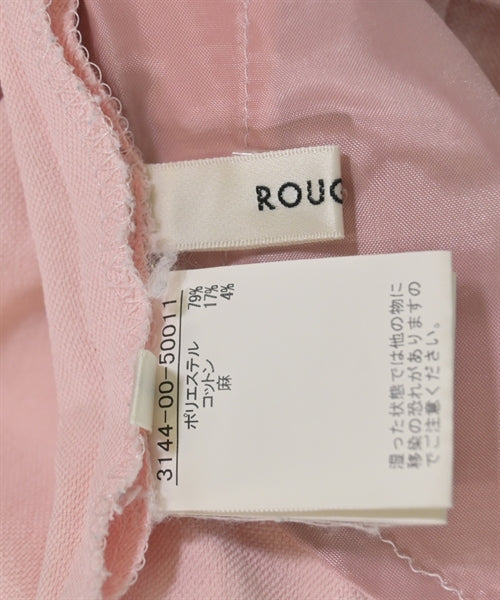 ROUG
3144-00-50011
ポリエステル 79%
コットン 17%
麻 4%
湿った状態では他の物に
移染の恐れがありますの
でご注意ください。